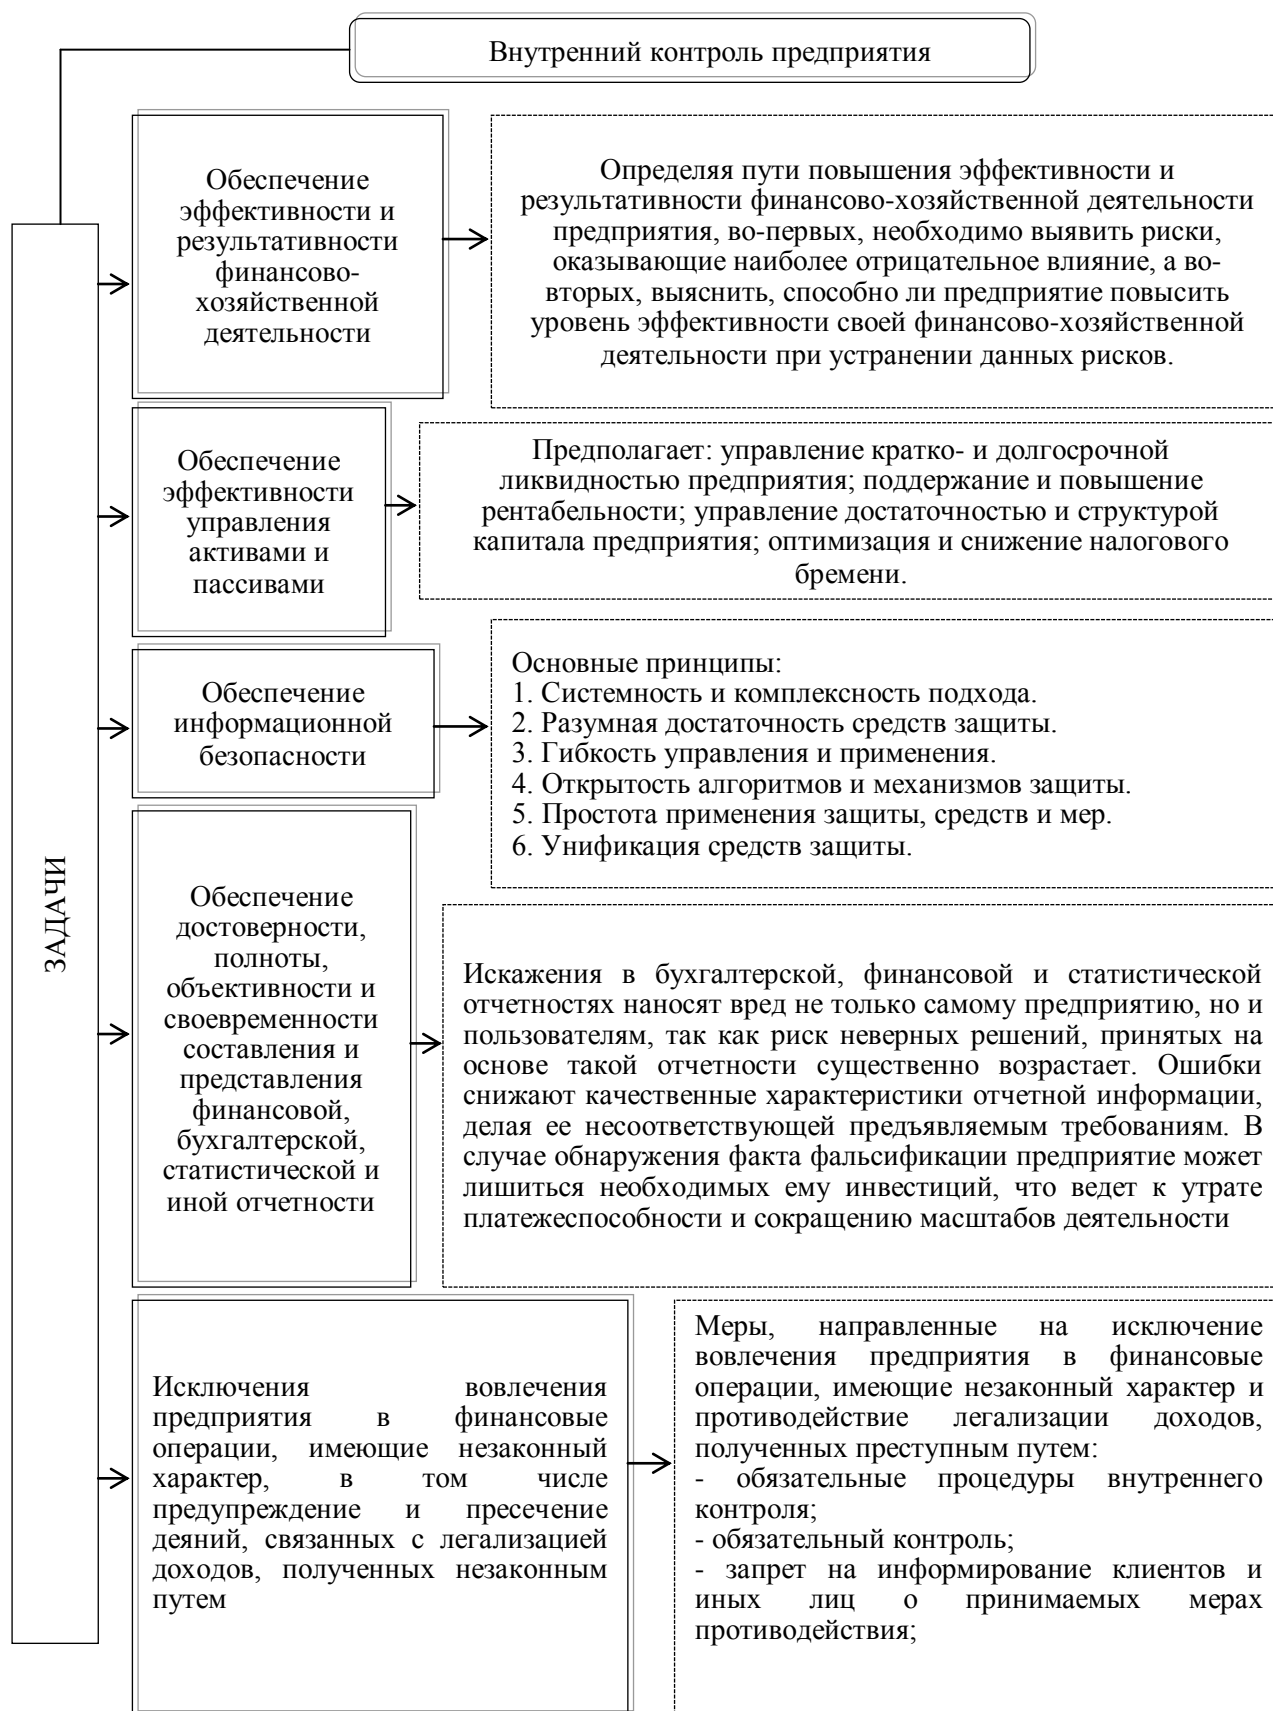 Внутренний контроль предприятия
ЗАДАЧИ
Обеспечение
эффективности и
результативности
финансово-
хозяйственной
деятельности
Определяя пути повышения эффективности и
результативности финансово-хозяйственной деятельности
предприятия, во-первых, необходимо выявить риски,
оказывающие наиболее отрицательное влияние, а во-
вторых, выяснить, способно ли предприятие повысить
уровень эффективности своей финансово-хозяйственной
деятельности при устранении данных рисков.
Обеспечение
эффективности
управления
активами и
пассивами
Предполагает: управление кратко- и долгосрочной
ликвидностью предприятия; поддержание и повышение
рентабельности; управление достаточностью и структурой
капитала предприятия; оптимизация и снижение налогового
бремени.
Обеспечение
информационной
безопасности
Основные принципы:
1. Системность и комплексность подхода.
2. Разумная достаточность средств защиты.
3. Гибкость управления и применения.
4. Открытость алгоритмов и механизмов защиты.
5. Простота применения защиты, средств и мер.
6. Унификация средств защиты.
Обеспечение
достоверности,
полноты,
объективности и
своевременности
составления и
представления
финансовой,
бухгалтерской,
статистической и
иной отчетности
Искажения в бухгалтерской, финансовой и статистической
отчетностях наносят вред не только самому предприятию, но и
пользователям, так как риск неверных решений, принятых на
основе такой отчетности существенно возрастает. Ошибки
снижают качественные характеристики отчетной информации,
делая ее несоответствующей предъявляемым требованиям. В
случае обнаружения факта фальсификации предприятие может
лишиться необходимых ему инвестиций, что ведет к утрате
платежеспособности и сокращению масштабов деятельности
Исключения вовлечения
предприятия в финансовые
операции, имеющие незаконный
характер, в том числе
предупреждение и пресечение
деяний, связанных с легализацией
доходов, полученных незаконным
путем
Меры, направленные на исключение
вовлечения предприятия в финансовые
операции, имеющие незаконный характер и
противодействие легализации доходов,
полученных преступным путем:
- обязательные процедуры внутреннего
контроля;
- обязательный контроль;
- запрет на информирование клиентов и
иных лиц о принимаемых мерах
противодействия;